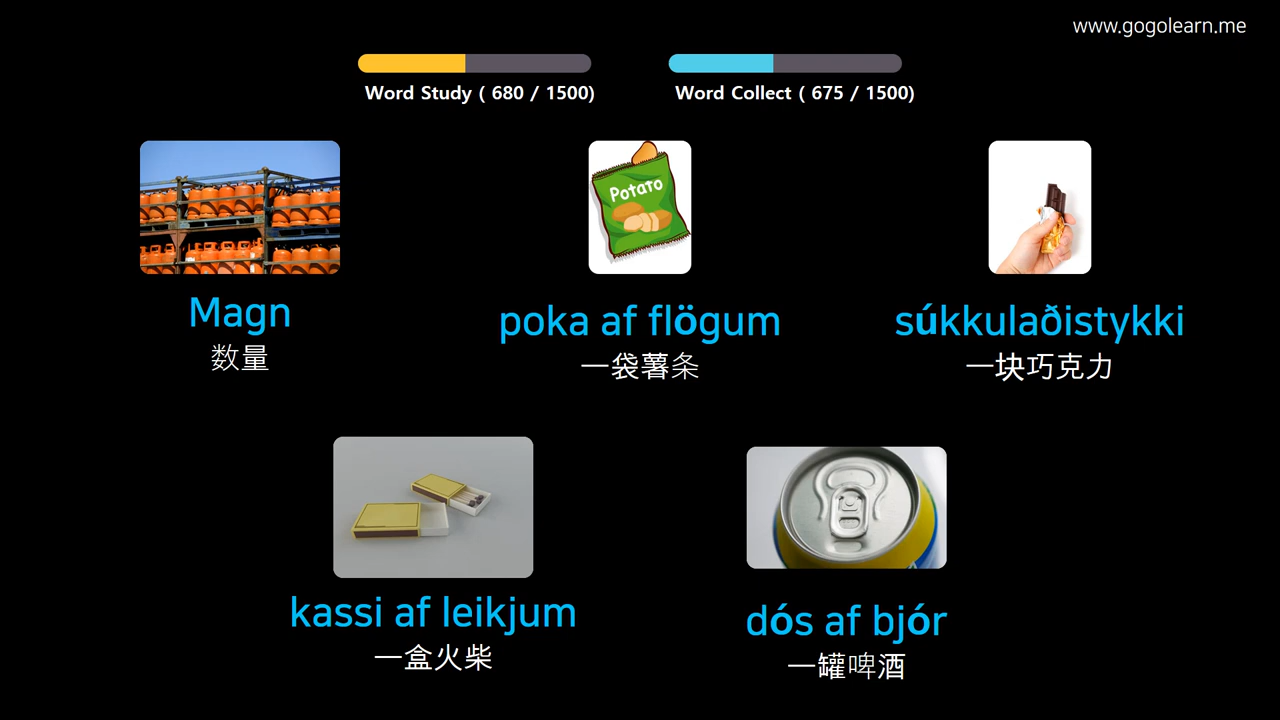 www.gogolearn.me
Word Study ( 680 / 1500)
Word Collect ( 675 / 1500)
Potato
Magn
数量
poka af flögum
一袋薯条
súkkulaðistykki
一块巧克力
kassi af leikjum
一盒火柴
dós af bjór
一罐啤酒